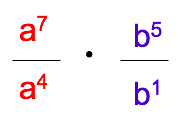 a⁷ b⁵
—— · ——
a⁴ b¹